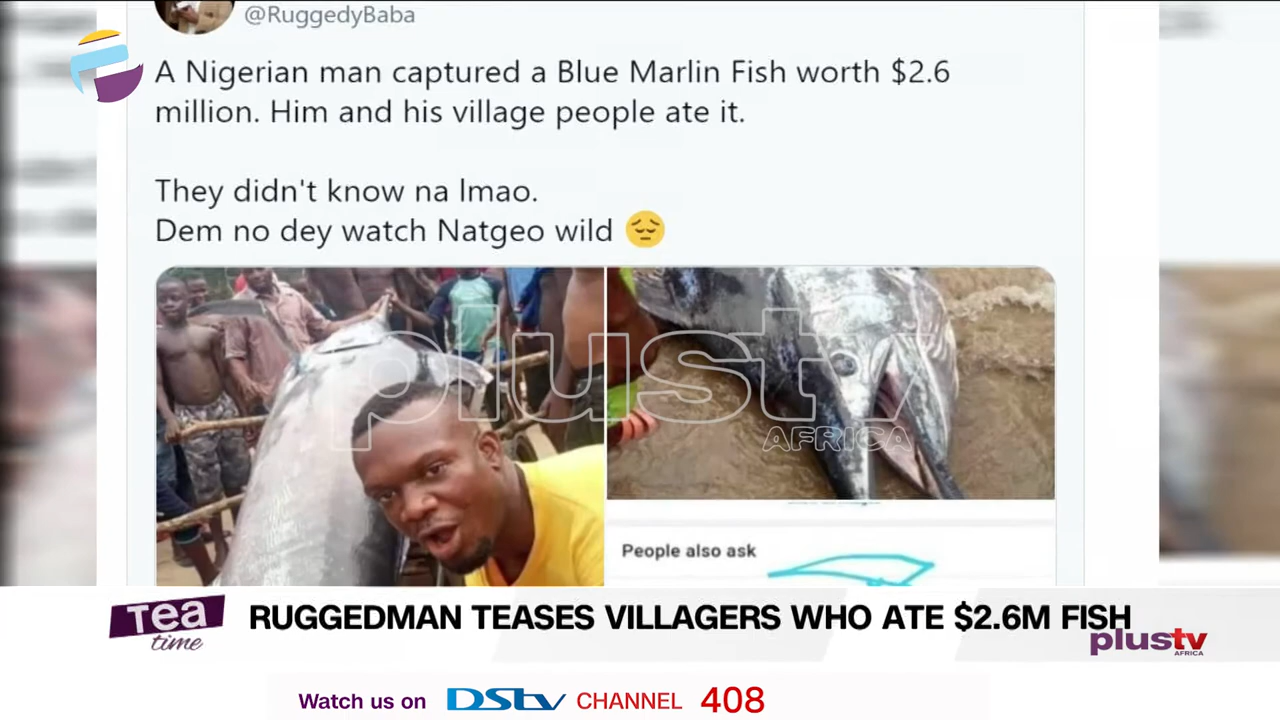 @RuggedyBaba
A Nigerian man captured a Blue Marlin Fish worth $2.6
million. Him and his village people ate it.
They didn't know na lmao.
Dem no dey watch Natgeo wild 😔
plustv
AFRICA
People also ask
Tea
time
RUGGEDMAN TEASES VILLAGERS WHO ATE $2.6M FISH
plustv
AFRICA
Watch us on DStv CHANNEL 408